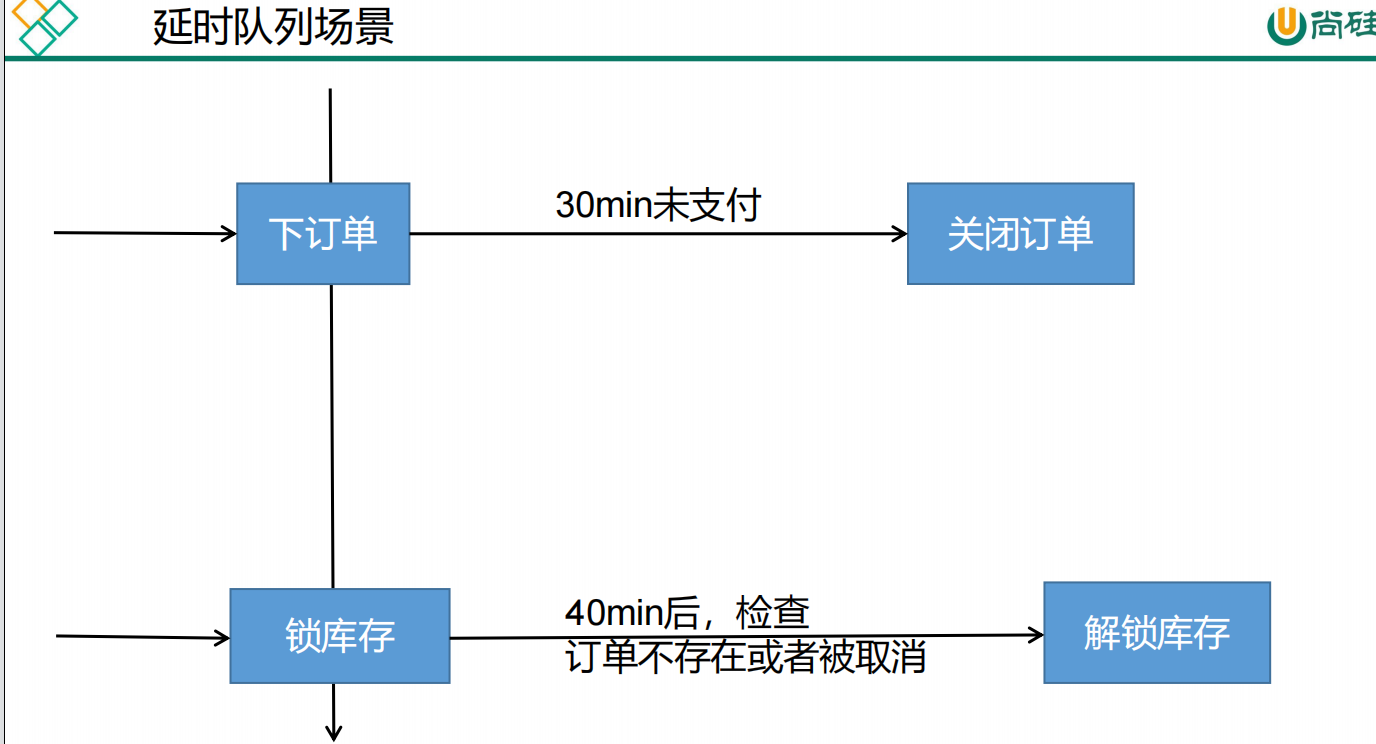 延时队列场景
尚硅
下订单
30min未支付
关闭订单
锁库存
40min后，检查
订单不存在或者被取消
解锁库存